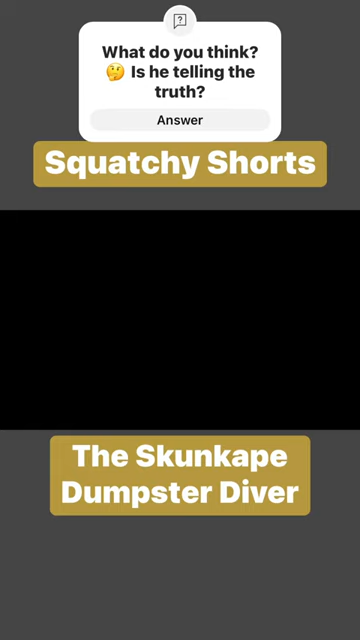 What do you think?
🤔 Is he telling the
truth?
Answer
Squatchy Shorts
The Skunkape
Dumpster Diver